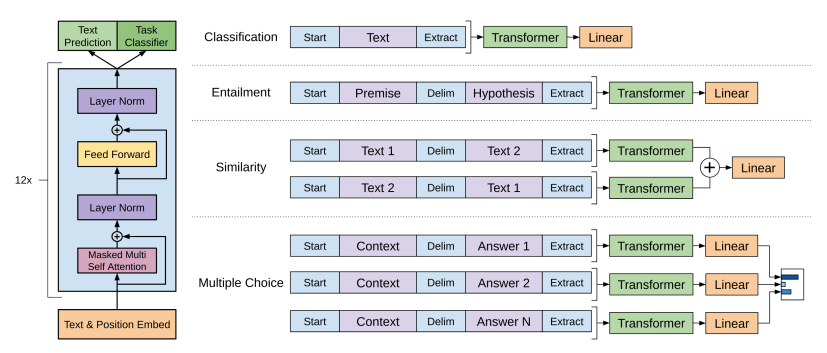 Text
Prediction
Task
Classifier
12x
Layer Norm
+
Feed Forward
Layer Norm
+
Masked Multi
Self Attention
Text & Position Embed
Classification
Start Text Extract Transformer Linear
Entailment
Start Premise Delim Hypothesis Extract Transformer Linear
Similarity
Start Text 1 Delim Text 2 Extract Transformer
+ Linear
Start Text 2 Delim Text 1 Extract Transformer
Multiple Choice
Start Context Delim Answer 1 Extract Transformer Linear
Start Context Delim Answer 2 Extract Transformer Linear
Start Context Delim Answer N Extract Transformer Linear